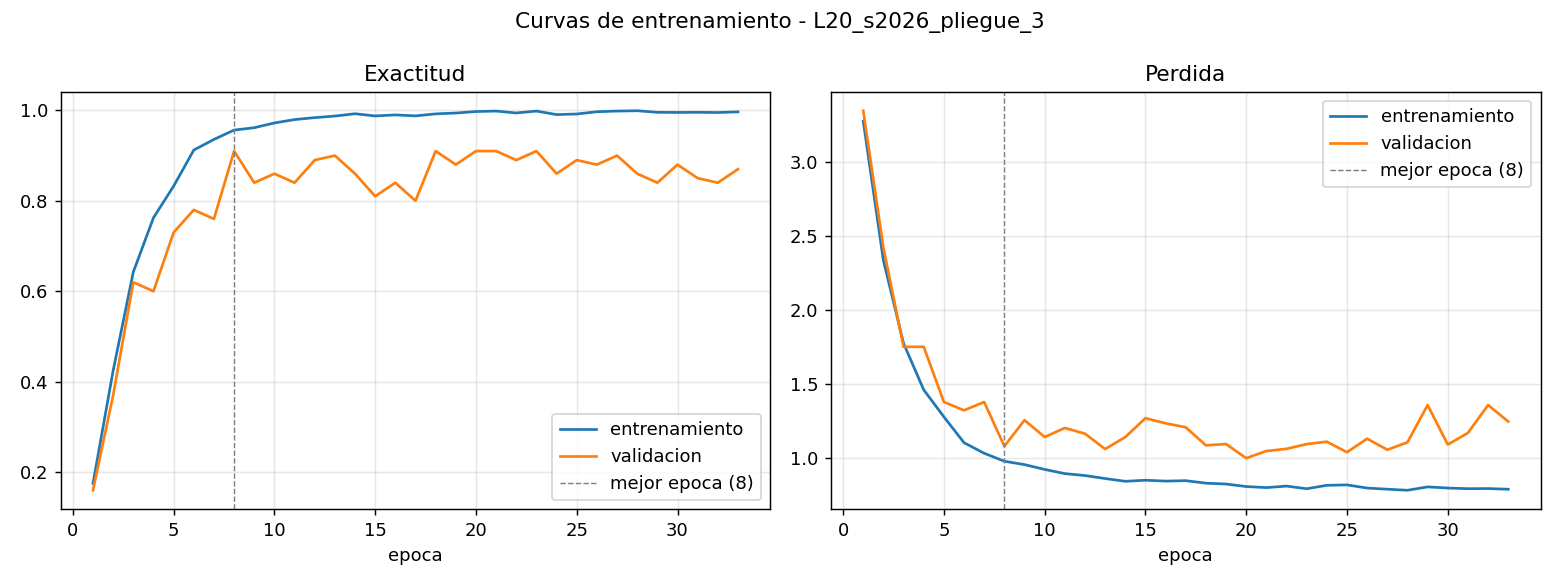 Curvas de entrenamiento - L20_s2026_pliegue_3
Exactitud
1.0
0.8
0.6
0.4
0.2
0 5 10 15 20 25 30
epoca
entrenamiento
validacion
mejor epoca (8)
Perdida
3.0
2.5
2.0
1.5
1.0
0 5 10 15 20 25 30
epoca
entrenamiento
validacion
mejor epoca (8)